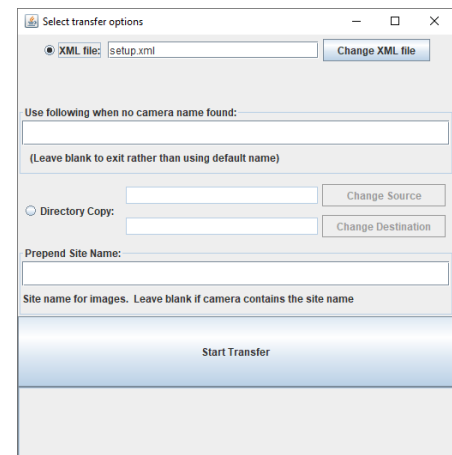 Select transfer options
XML file: setup.xml Change XML file
Use following when no camera name found:
(Leave blank to exit rather than using default name)
Change Source
Directory Copy:
Change Destination
Prepend Site Name:
Site name for images. Leave blank if camera contains the site name
Start Transfer